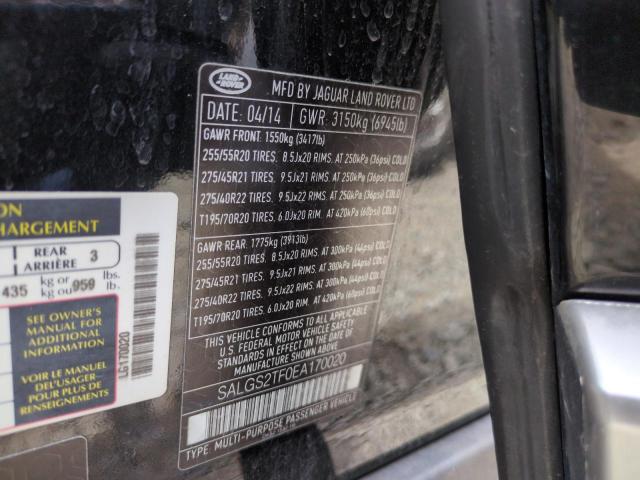 LAND
ROVER
MFD BY JAGUAR LAND ROVER LTD
DATE: 04/14 GWR: 3150kg (6945lb)
GAWR FRONT: 1550kg (3417lb)
255/55R20 TIRES. 8.5Jx20 RIMS. AT 250kPa (36psi) COLD
275/45R21 TIRES. 9.5Jx21 RIMS. AT 250kPa (36psi) COLD
275/40R22 TIRES. 9.5Jx22 RIMS. AT 250kPa (36psi) COLD
T195/70R20 TIRES. 6.0Jx20 RIM. AT 420kPa (60psi) COLD
GAWR REAR: 1775kg (3913lb)
255/55R20 TIRES. 8.5Jx20 RIMS. AT 300kPa (44psi) COLD
275/45R21 TIRES. 9.5Jx21 RIMS. AT 300kPa (44psi) COLD
275/40R22 TIRES. 9.5Jx22 RIMS. AT 300kPa (44psi) COLD
T195/70R20 TIRES. 6.0Jx20 RIM. AT 420kPa (60psi) COLD
THIS VEHICLE CONFORMS TO ALL APPLICABLE
U.S. FEDERAL MOTOR VEHICLE SAFETY
STANDARDS IN EFFECT ON THE DATE OF
MANUFACTURE SHOWN ABOVE.
SALGS2TF0EA170020
TYPE: MULTI-PURPOSE PASSENGER VEHICLE
ION
CHARGEMENT
REAR
ARRIÈRE 3
435 kg or
kg ou 959 lbs.
lb.
SEE OWNER'S
MANUAL FOR
ADDITIONAL
INFORMATION
VOIR LE MANUEL
DE L'USAGER
POUR PLUS DE
RENSEIGNEMENTS
LG170020